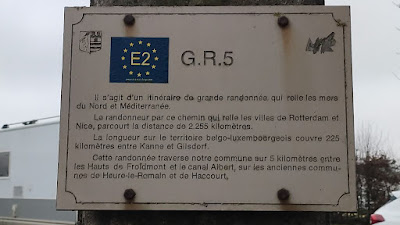 E2
G.R.5
Il s'agit d'un itinéraire de grande randonnée, qui relie les mers
du Nord et Méditerranée.
Le randonneur par ce chemin qui relie les villes de Rotterdam et
Nice, parcourt la distance de 2.255 kilomètres.
La longueur sur le territoire belgo-luxembourgeois couvre 225
kilomètres entre Kanne et Gilsdorf.
Cette randonnée traverse notre commune sur 5 kilomètres entre
les Hauts de Froidmont et le canal Albert, sur les anciennes commu-
nes de Heure-le-Romain et de Haccourt.